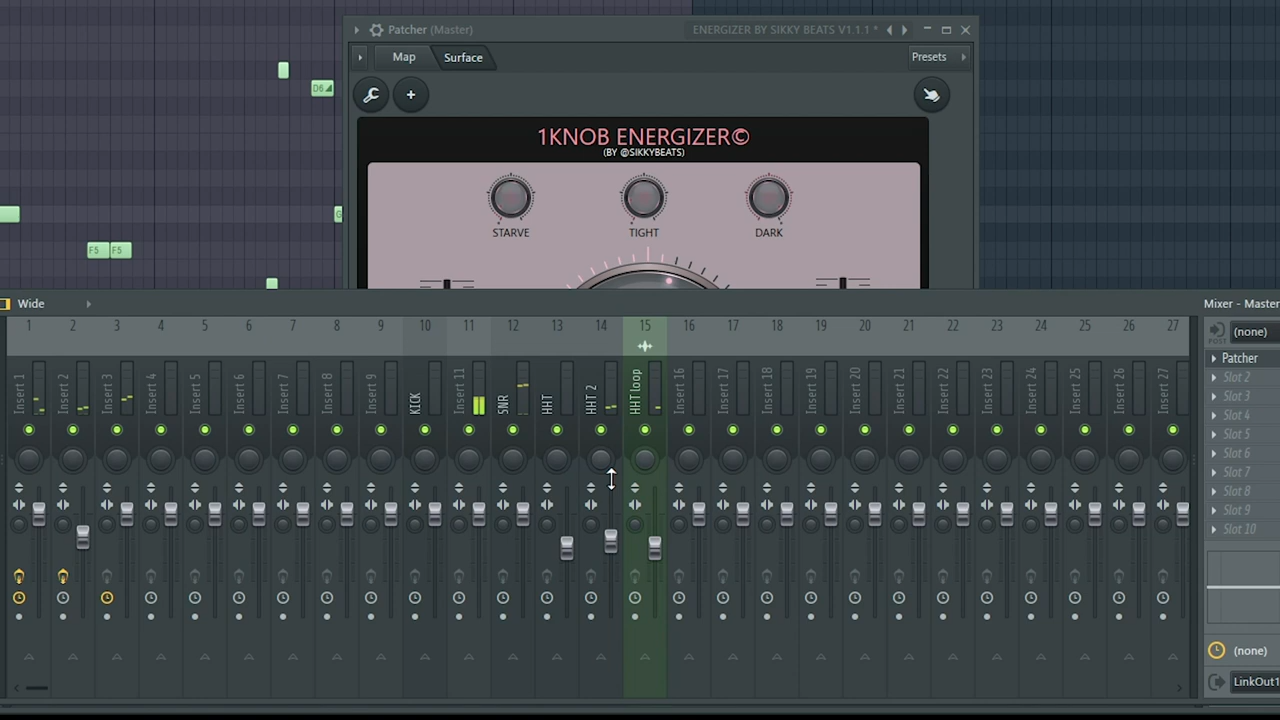 Patcher (Master)
ENERGIZER BY SIKKY BEATS V1.1.1 *
Map
Surface
Presets
D6
F5
F5
1KNOB ENERGIZER©
(BY @SIKKYBEATS)
STARVE
TIGHT
DARK
Wide
Mixer - Master
1 2 3 4 5 6 7 8 9 10 11 12 13 14 15 16 17 18 19 20 21 22 23 24 25 26 27
POST
(none)
Insert 1
Insert 2
Insert 3
Insert 4
Insert 5
Insert 6
Insert 7
Insert 8
Insert 9
KICK
Insert 11
SNR
HHT
HHT 2
HHT loop
Insert 16
Insert 17
Insert 18
Insert 19
Insert 20
Insert 21
Insert 22
Insert 23
Insert 24
Insert 25
Insert 26
Insert 27
Patcher
Slot 2
Slot 3
Slot 4
Slot 5
Slot 6
Slot 7
Slot 8
Slot 9
Slot 10
(none)
LinkOut1